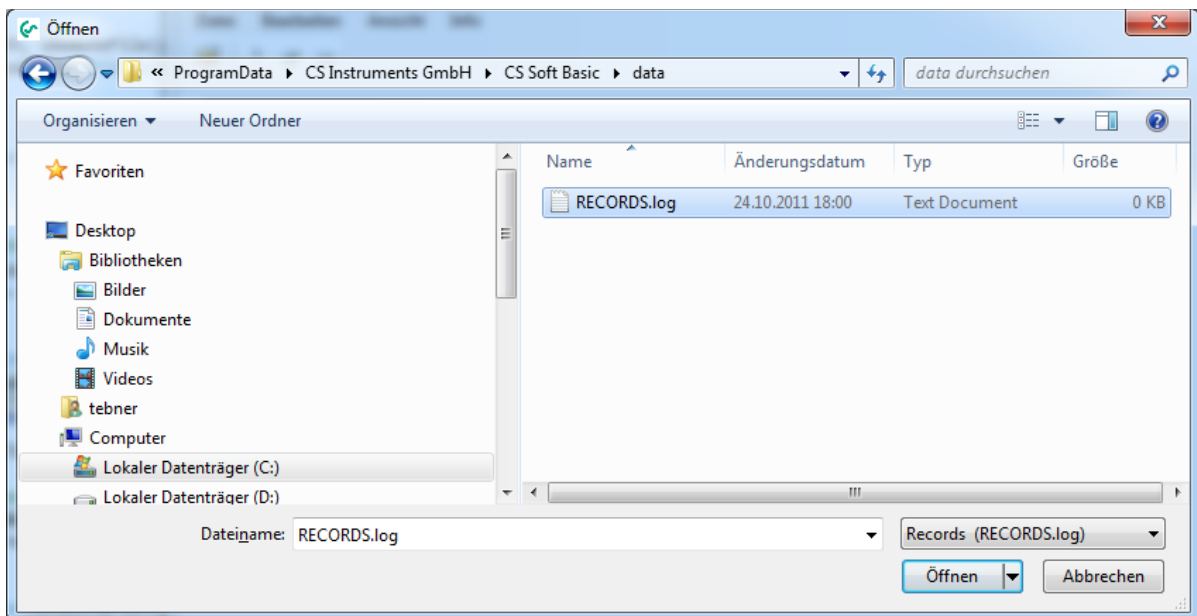 Öffnen
« ProgramData ▸ CS Instruments GmbH ▸ CS Soft Basic ▸ data
data durchsuchen
Organisieren
Neuer Ordner
Name Änderungsdatum Typ Größe
RECORDS.log 24.10.2011 18:00 Text Document 0 KB
Favoriten
Desktop
Bibliotheken
Bilder
Dokumente
Musik
Videos
tebner
Computer
Lokaler Datenträger (C:)
Lokaler Datenträger (D:)
Dateiname: RECORDS.log
Records (RECORDS.log)
Öffnen
Abbrechen